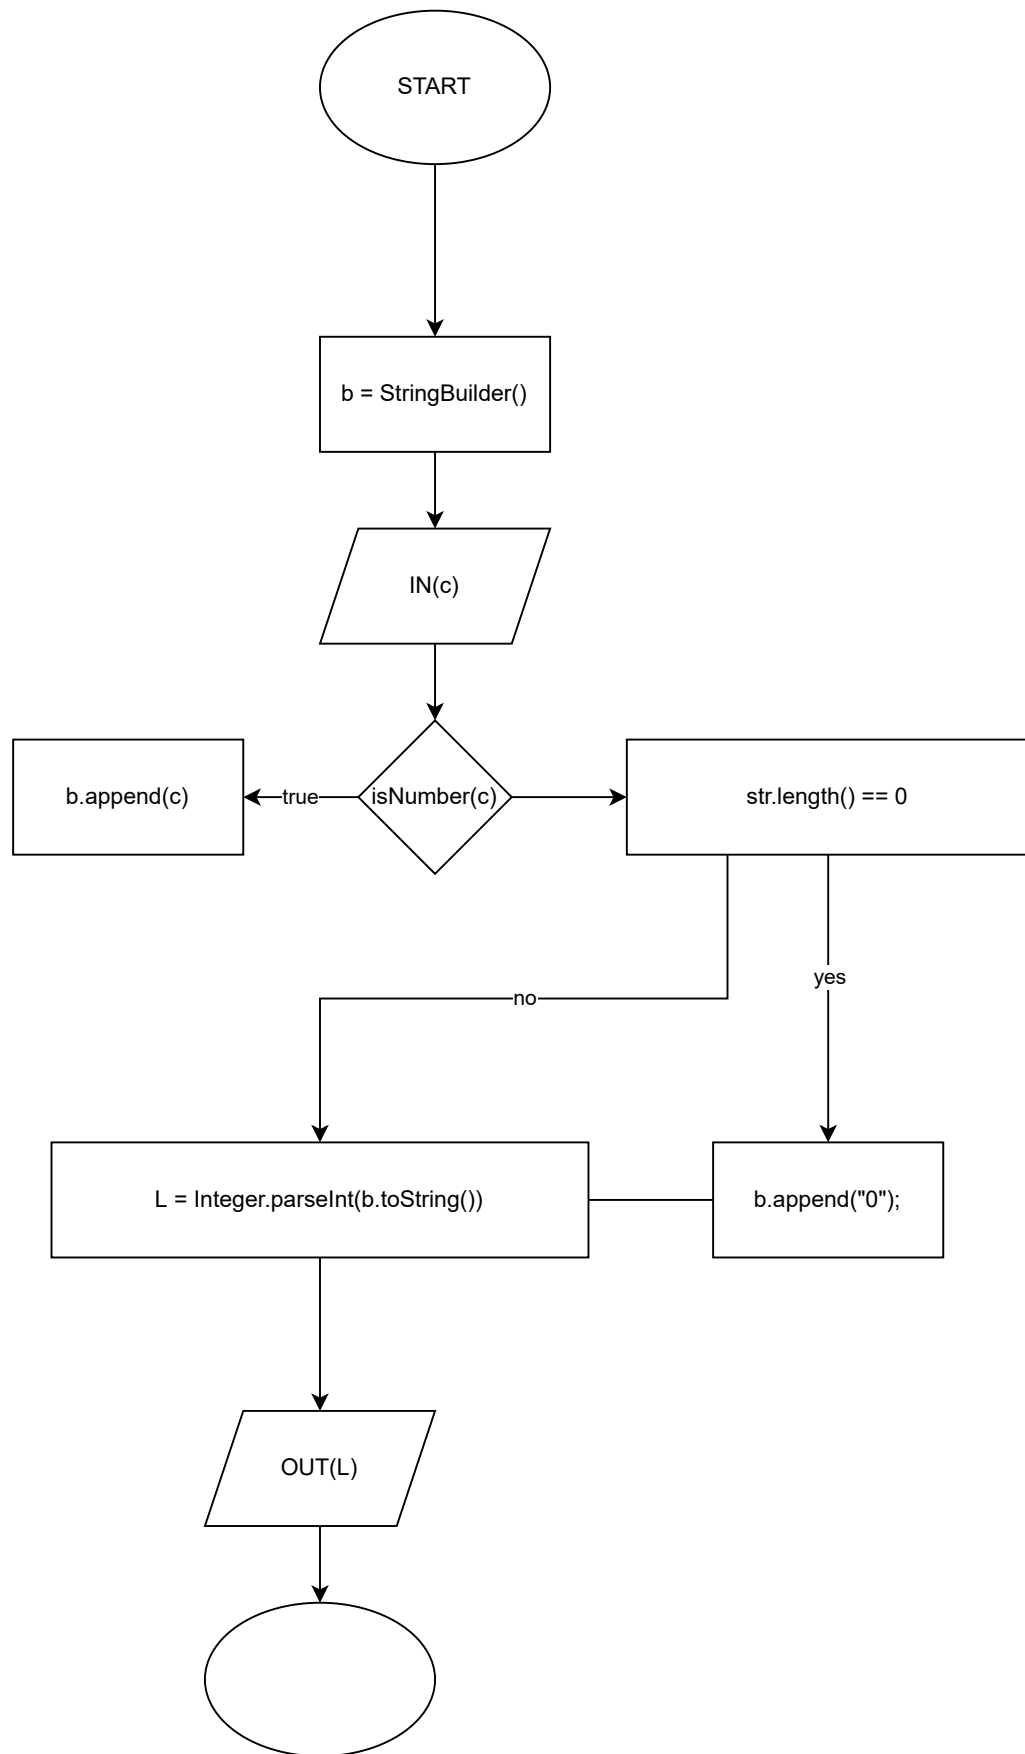 START
b = StringBuilder()
IN(c)
isNumber(c)
true
b.append(c)
str.length() == 0
no
yes
L = Integer.parseInt(b.toString())
b.append("0");
OUT(L)